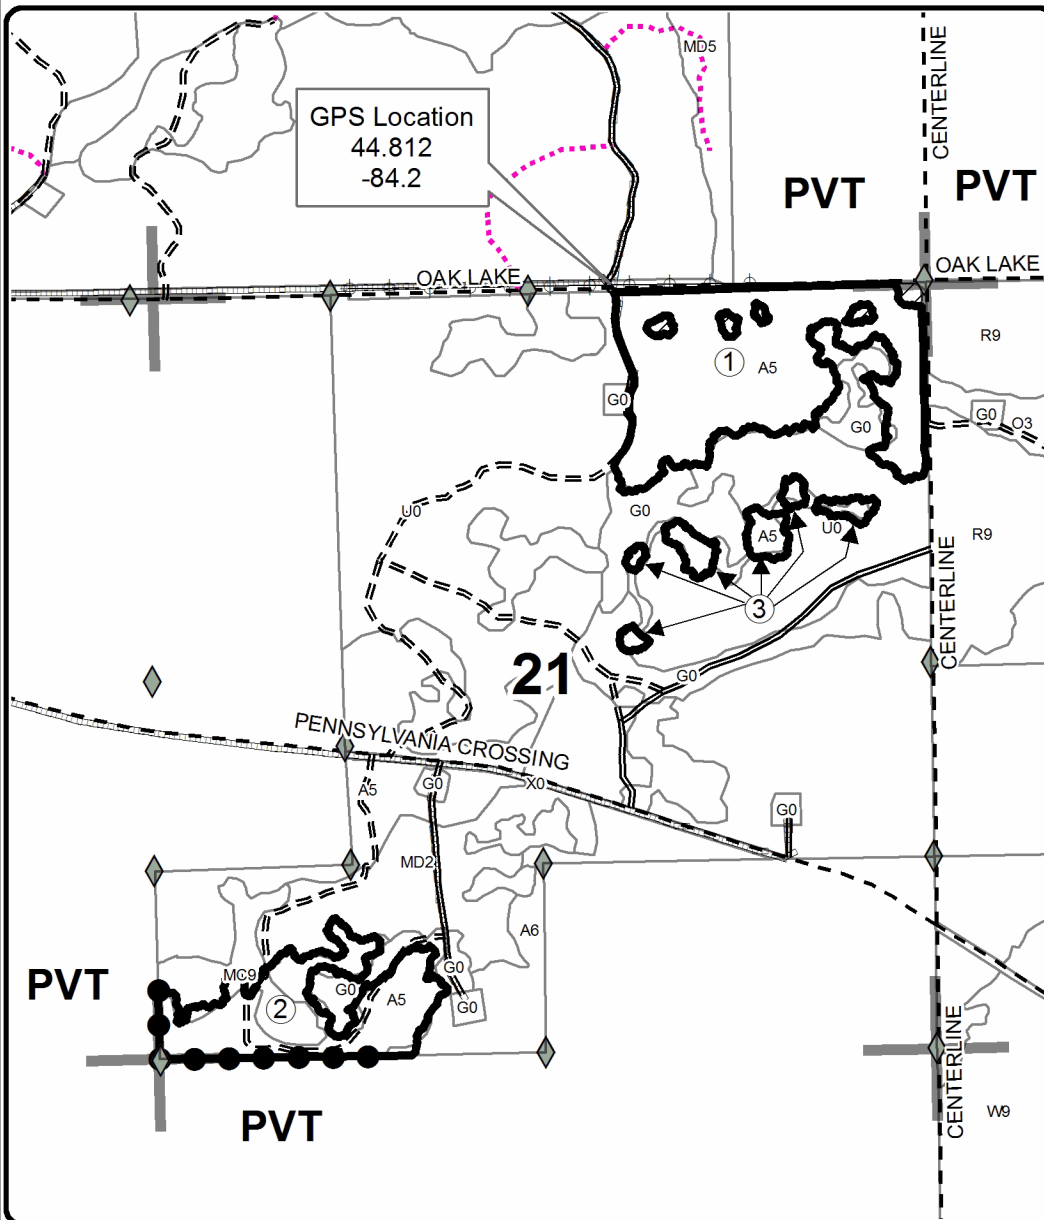 MD5
CENTERLINE
GPS Location
44.812
-84.2
PVT
PVT
OAK LAKE
OAK LAKE
R9
1
A5
G0
G0
G0
O3
U0
G0
A5
U0
R9
3
CENTERLINE
21
G0
PENNSYLVANIA CROSSING
X0
A5
G0
G0
MD2
A6
PVT
MC9
G0
G0
A5
2
G0
CENTERLINE
PVT
W9